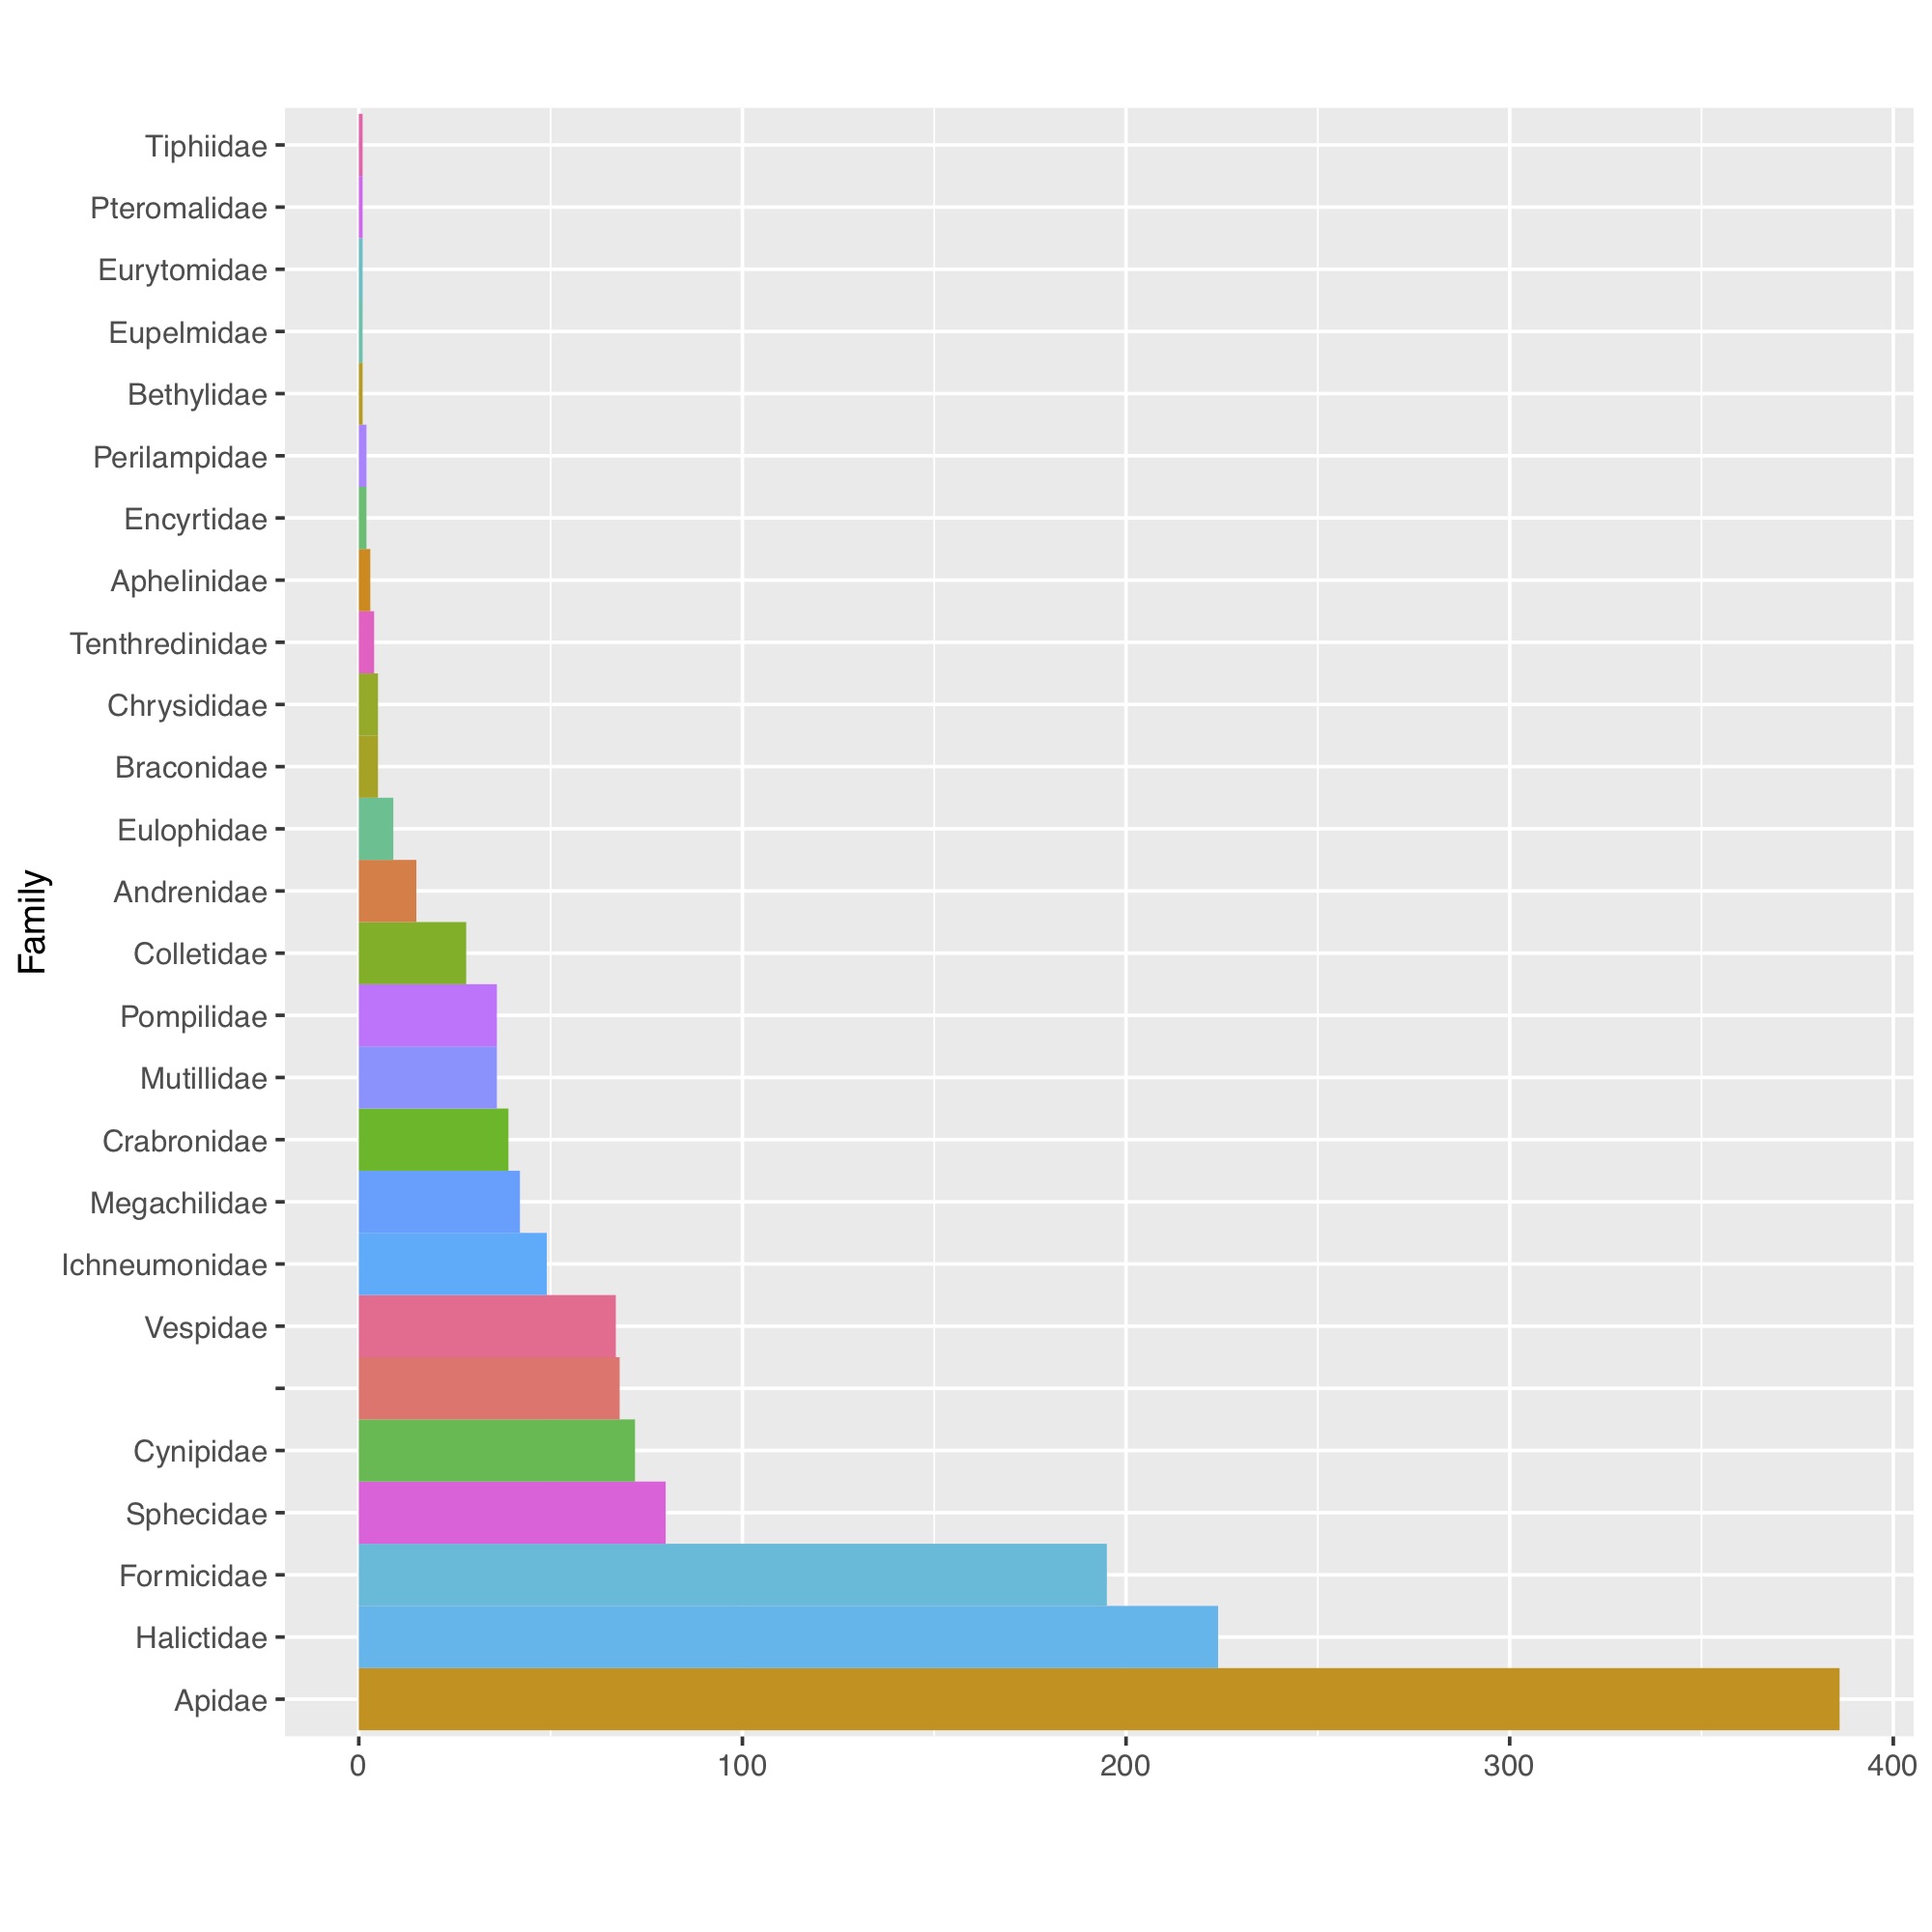 Tiphiidae
Pteromalidae
Eurytomidae
Eupelmidae
Bethylidae
Perilampidae
Encyrtidae
Aphelinidae
Tenthredinidae
Chrysididae
Braconidae
Eulophidae
Andrenidae
Colletidae
Pompilidae
Mutillidae
Crabronidae
Megachilidae
Ichneumonidae
Vespidae
Cynipidae
Sphecidae
Formicidae
Halictidae
Apidae
Family
0 100 200 300 400